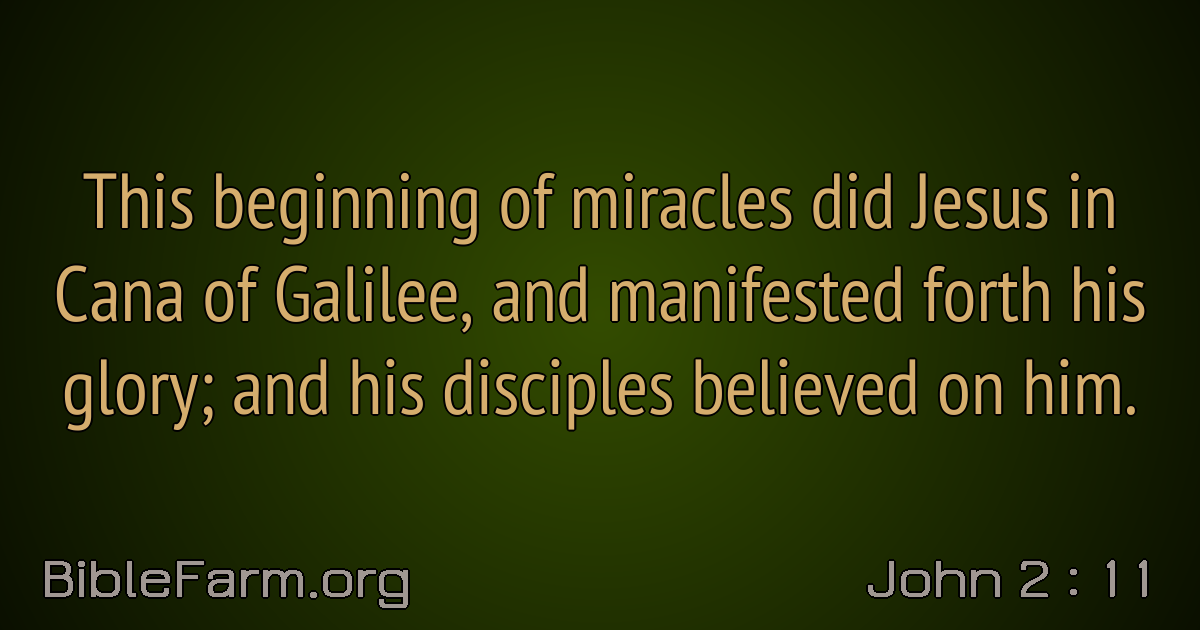 This beginning of miracles did Jesus in
Cana of Galilee, and manifested forth his
glory; and his disciples believed on him.
BibleFarm.org
John 2 : 11